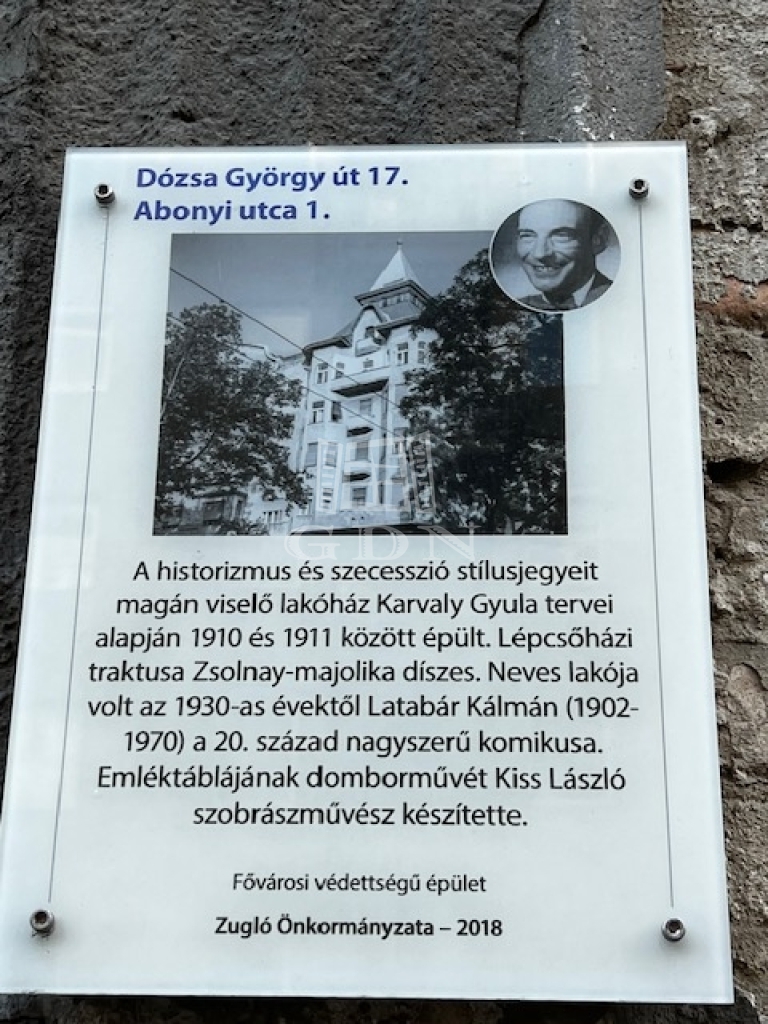 Dózsa György út 17.
Abonyi utca 1.
GDN
A historizmus és szecesszió stílusjegyeit
magán viselő lakóház Karvaly Gyula tervei
alapján 1910 és 1911 között épült. Lépcsőházi
traktusa Zsolnay-majolika díszes. Neves lakója
volt az 1930-as évektől Latabár Kálmán (1902-
1970) a 20. század nagyszerű komikusa.
Emléktáblájának domborművét Kiss László
szobrászművész készítette.
Fővárosi védettségű épület
Zugló Önkormányzata – 2018